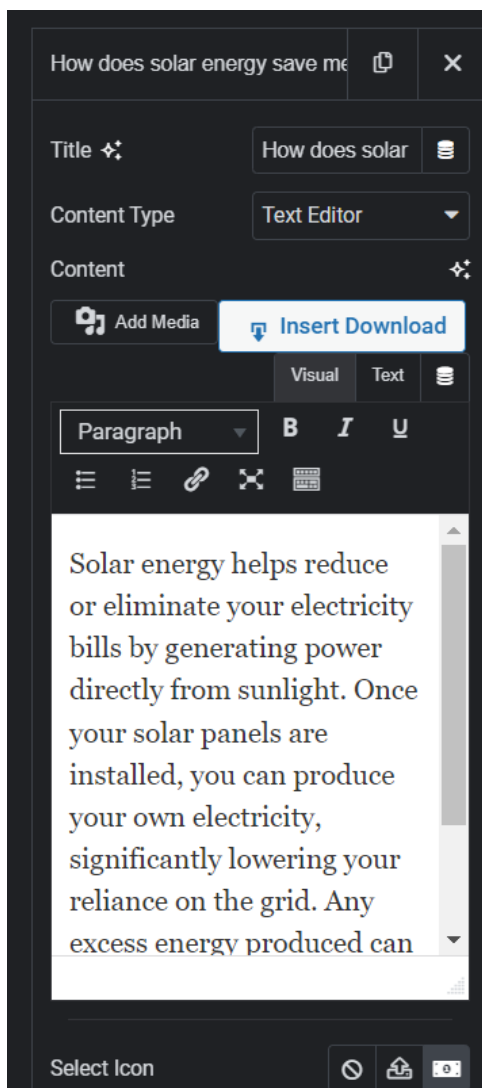 How does solar energy save me
Title
How does solar
Content Type
Text Editor
Content
Add Media
Insert Download
Visual
Text
Paragraph
B
I
U
Solar energy helps reduce
or eliminate your electricity
bills by generating power
directly from sunlight. Once
your solar panels are
installed, you can produce
your own electricity,
significantly lowering your
reliance on the grid. Any
excess energy produced can
Select Icon